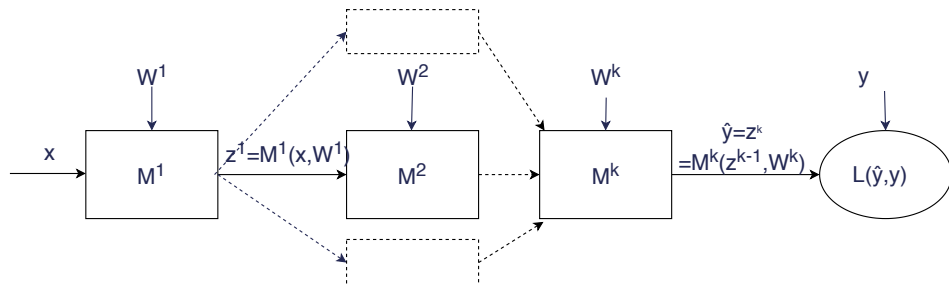 W¹
W²
Wᵏ
y
x
M¹
z¹=M¹(x,W¹)
M²
Mᵏ
ŷ=zᵏ
=Mᵏ(zᵏ⁻¹,Wᵏ)
L(ŷ,y)